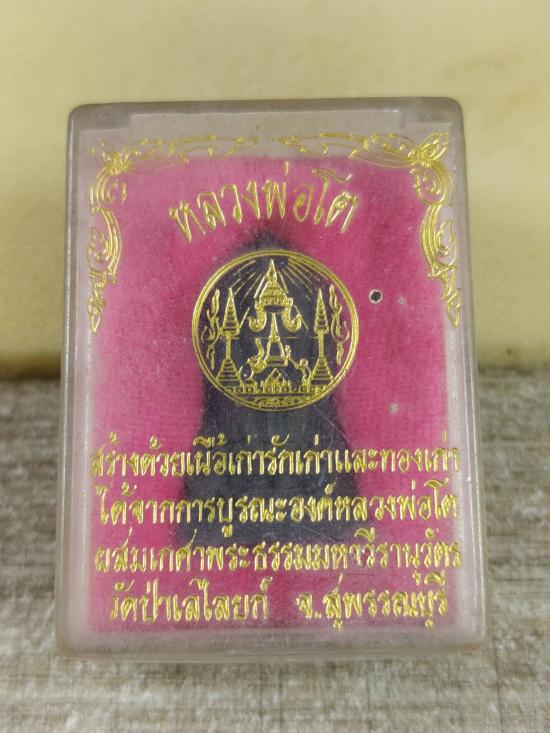 หลวงพ่อโต
สร้างด้วยเนื้อเก่ารักเก่าและทองเก่า
ได้จากการบูรณะองค์หลวงพ่อโต
ผสมเกศาพระธรรมมหาวีรานุวัตร
วัดป่าเลไลยก์ จ.สุพรรณบุรี